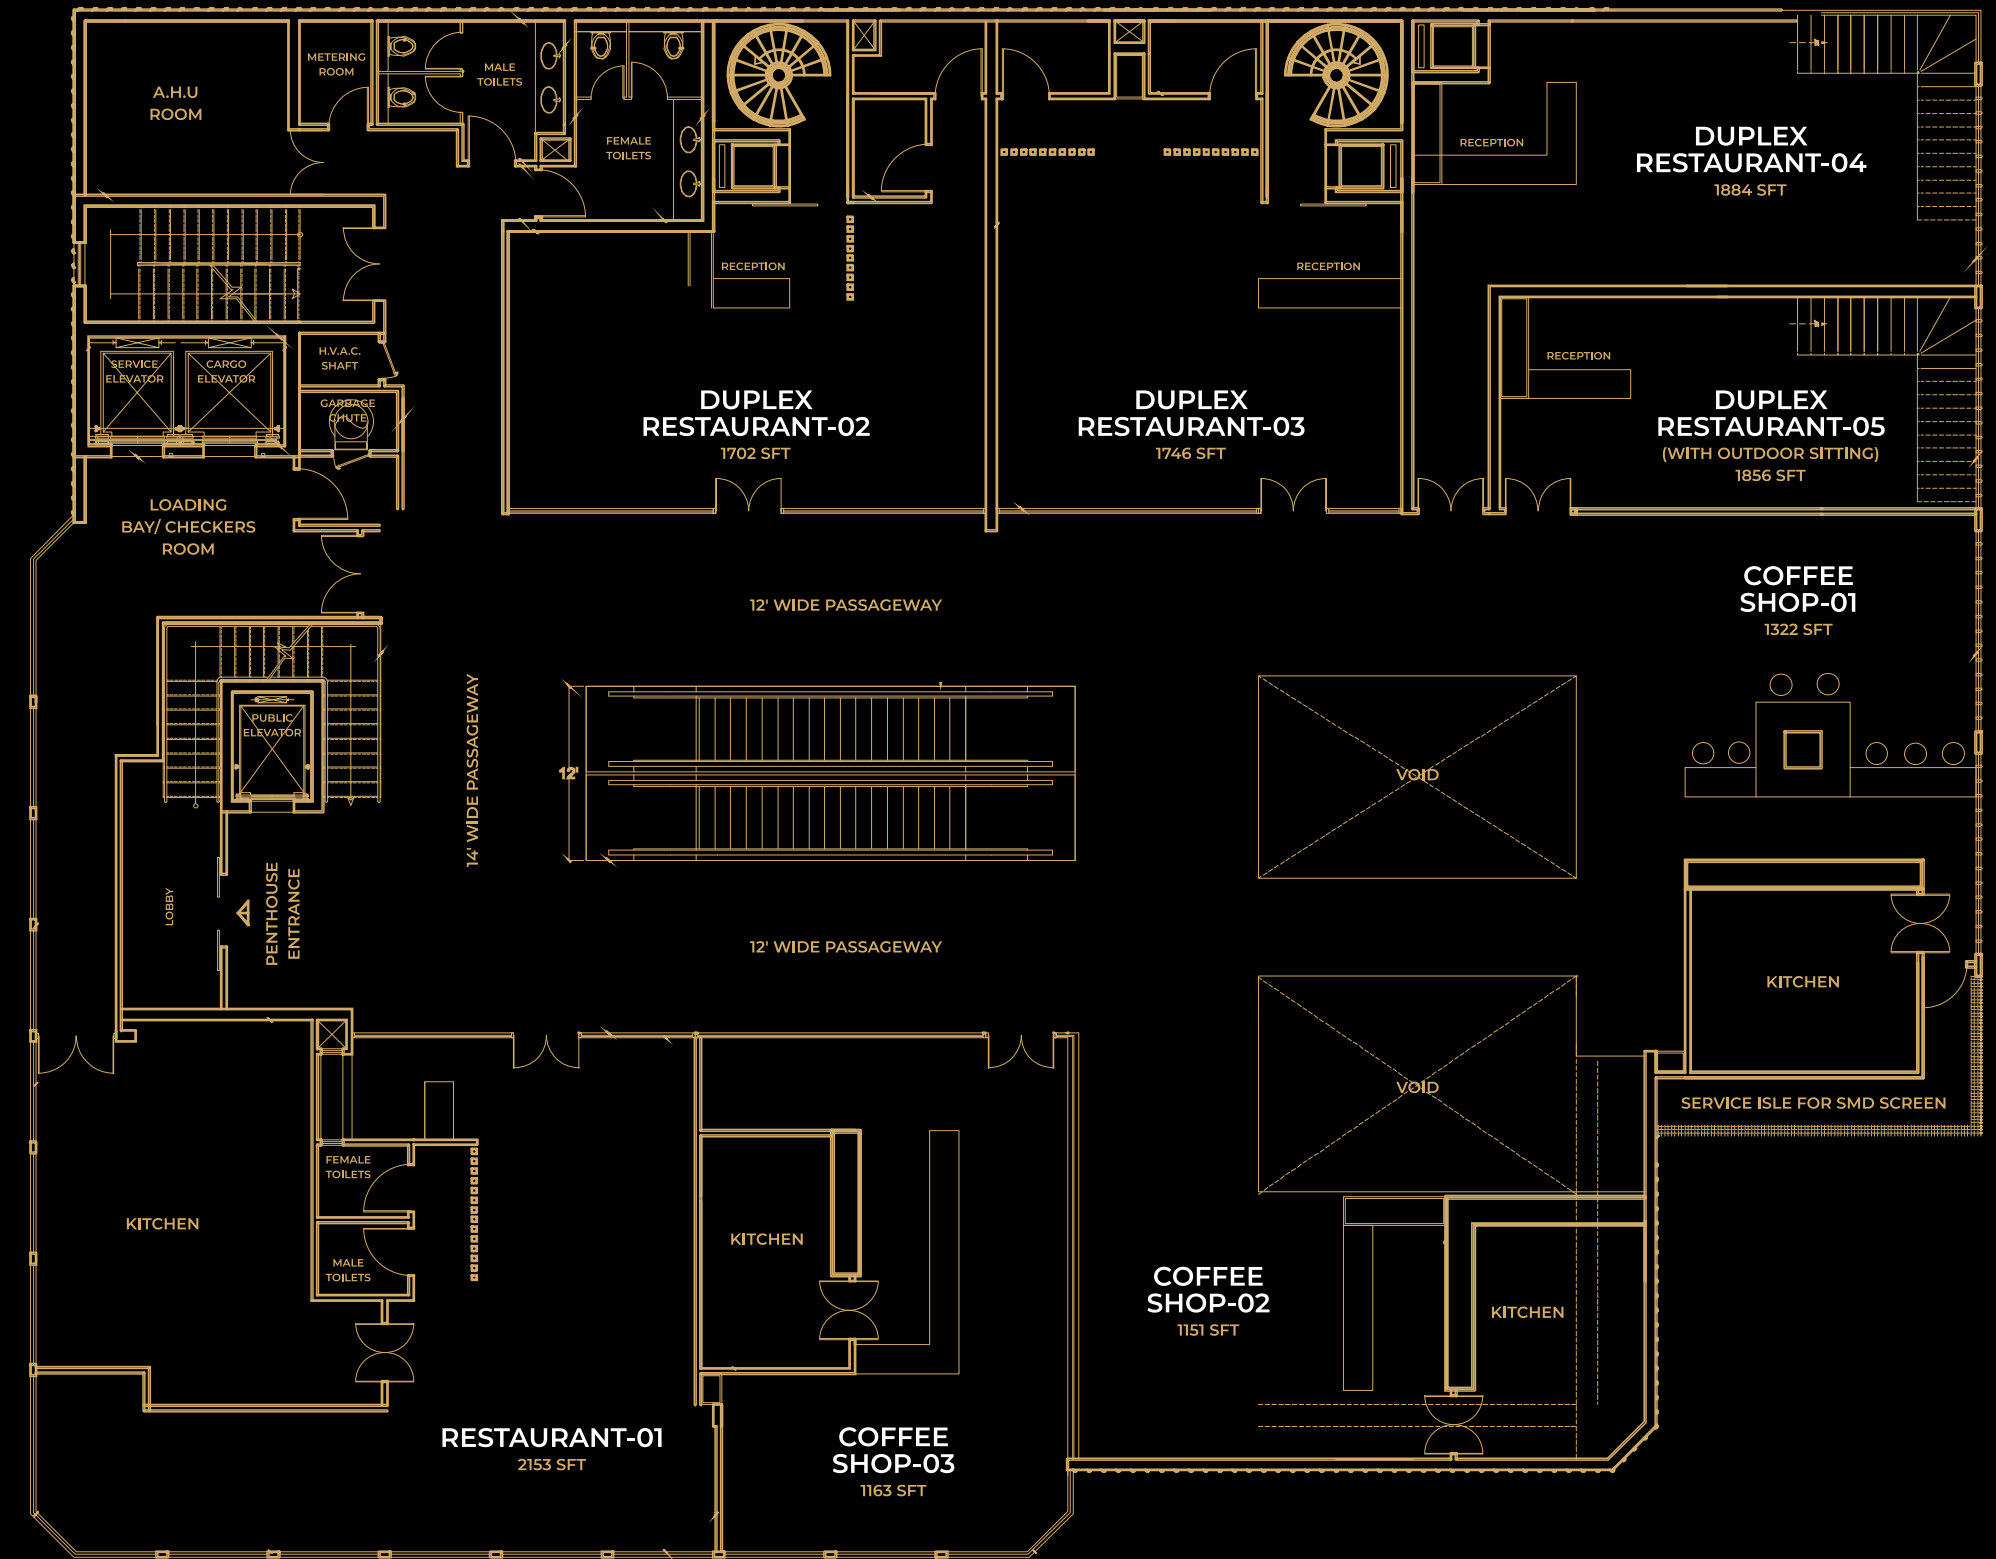 A.H.U
ROOM
METERING
ROOM
MALE
TOILETS
FEMALE
TOILETS
RECEPTION
DUPLEX
RESTAURANT-04
1884 SFT
RECEPTION
RECEPTION
SERVICE
ELEVATOR
CARGO
ELEVATOR
H.V.A.C.
SHAFT
GARBAGE
CHUTE
DUPLEX
RESTAURANT-02
1702 SFT
DUPLEX
RESTAURANT-03
1746 SFT
RECEPTION
DUPLEX
RESTAURANT-05
(WITH OUTDOOR SITTING)
1856 SFT
LOADING
BAY/ CHECKERS
ROOM
12' WIDE PASSAGEWAY
COFFEE
SHOP-01
1322 SFT
PUBLIC
ELEVATOR
14' WIDE PASSAGEWAY
12'
VOID
LOBBY
PENTHOUSE
ENTRANCE
12' WIDE PASSAGEWAY
KITCHEN
VOID
SERVICE ISLE FOR SMD SCREEN
FEMALE
TOILETS
KITCHEN
MALE
TOILETS
KITCHEN
COFFEE
SHOP-02
1151 SFT
KITCHEN
RESTAURANT-01
2153 SFT
COFFEE
SHOP-03
1163 SFT